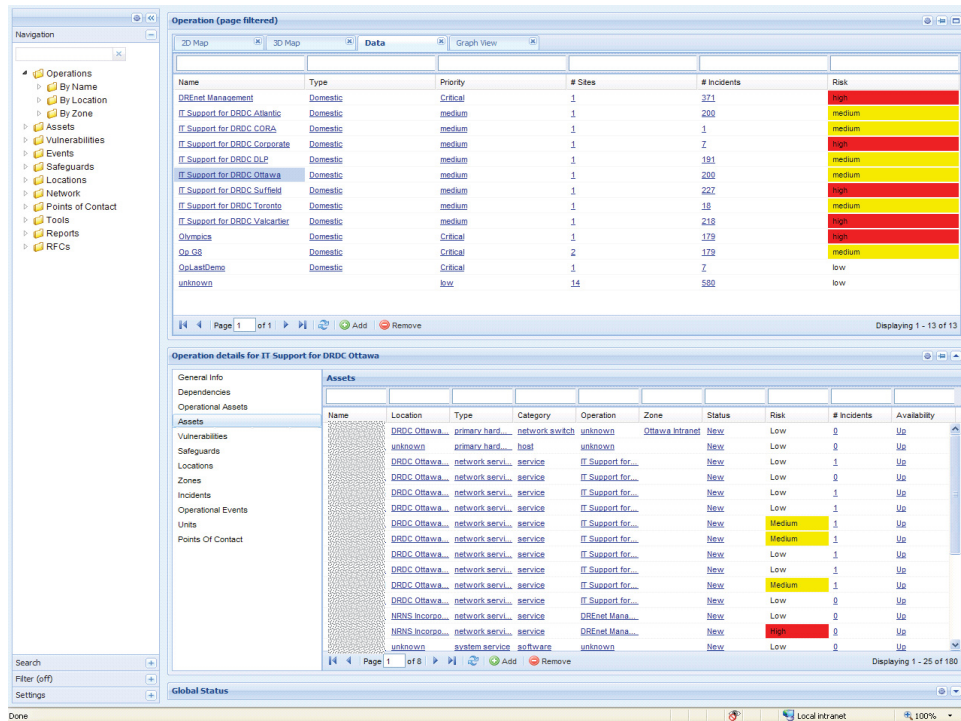 Operation (page filtered)
Navigation
2D Map 3D Map Data Graph View
Operations
By Name
By Location
By Zone
Assets
Vulnerabilities
Events
Safeguards
Locations
Network
Points of Contact
Tools
Reports
RFCs
Name Type Priority # Sites # Incidents Risk
DREnet Management Domestic Critical 1 371 high
IT Support for DRDC Atlantic Domestic medium 1 200 medium
IT Support for DRDC CORA Domestic medium 1 1 medium
IT Support for DRDC Corporate Domestic medium 1 7 high
IT Support for DRDC DLP Domestic medium 1 191 medium
IT Support for DRDC Ottawa Domestic medium 1 200 medium
IT Support for DRDC Suffield Domestic medium 1 227 high
IT Support for DRDC Toronto Domestic medium 1 18 medium
IT Support for DRDC Valcartier Domestic medium 1 218 high
Olympics Domestic Critical 1 179 high
Op G8 Domestic Critical 2 179 medium
OpLastDemo Domestic Critical 1 7 low
unknown low 14 580 low
Page 1 of 1 Add Remove Displaying 1 - 13 of 13
Operation details for IT Support for DRDC Ottawa
General Info
Dependencies
Operational Assets
Assets
Vulnerabilities
Safeguards
Locations
Zones
Incidents
Operational Events
Units
Points Of Contact
Assets
Name Location Type Category Operation Zone Status Risk # Incidents Availability
DRDC Ottawa... primary hard... network switch unknown Ottawa Intranet New Low 0 Up
unknown primary hard... host unknown New Low 0 Up
DRDC Ottawa... network servi... service IT Support for... New Low 1 Up
DRDC Ottawa... network servi... service IT Support for... New Low 0 Up
DRDC Ottawa... network servi... service IT Support for... New Low 1 Up
DRDC Ottawa... network servi... service IT Support for... New Low 1 Up
DRDC Ottawa... network servi... service IT Support for... New Medium 1 Up
DRDC Ottawa... network servi... service IT Support for... New Medium 1 Up
DRDC Ottawa... network servi... service IT Support for... New Low 1 Up
DRDC Ottawa... network servi... service IT Support for... New Low 1 Up
DRDC Ottawa... network servi... service IT Support for... New Medium 1 Up
DRDC Ottawa... network servi... service IT Support for... New Low 0 Up
NRNS Incorpo... network servi... service DREnet Mana... New Low 0 Up
NRNS Incorpo... network servi... service DREnet Mana... New High 0 Up
unknown system service software unknown New Low 0 Up
Page 1 of 8 Add Remove Displaying 1 - 25 of 180
Search
Filter (off)
Settings
Global Status
Done Local intranet 100%